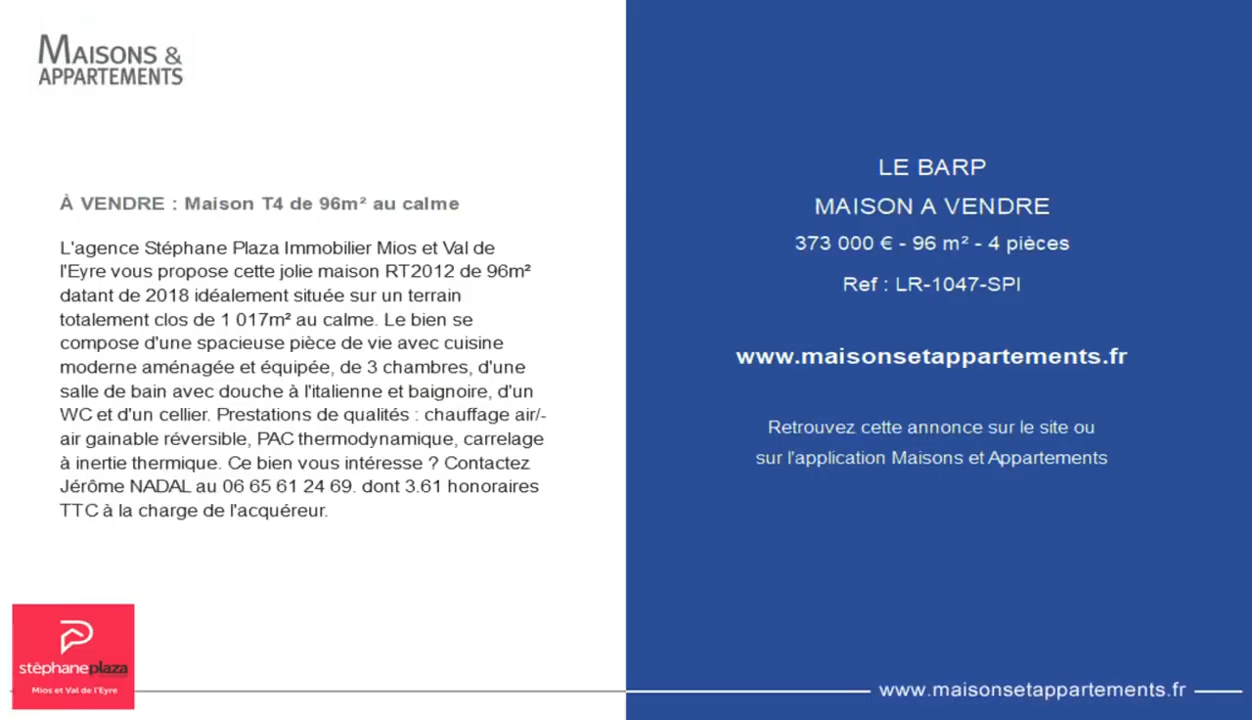 MAISONS &
APPARTEMENTS
À VENDRE : Maison T4 de 96m² au calme
L'agence Stéphane Plaza Immobilier Mios et Val de
l'Eyre vous propose cette jolie maison RT2012 de 96m²
datant de 2018 idéalement située sur un terrain
totalement clos de 1 017m² au calme. Le bien se
compose d'une spacieuse pièce de vie avec cuisine
moderne aménagée et équipée, de 3 chambres, d'une
salle de bain avec douche à l'italienne et baignoire, d'un
WC et d'un cellier. Prestations de qualités : chauffage air/-
air gainable réversible, PAC thermodynamique, carrelage
à inertie thermique. Ce bien vous intéresse ? Contactez
Jérôme NADAL au 06 65 61 24 69. dont 3.61 honoraires
TTC à la charge de l'acquéreur.
stéphaneplaza
Mios et Val de l'Eyre
LE BARP
MAISON A VENDRE
373 000 € - 96 m² - 4 pièces
Ref : LR-1047-SPI
www.maisonsetappartements.fr
Retrouvez cette annonce sur le site ou
sur l'application Maisons et Appartements
www.maisonsetappartements.fr